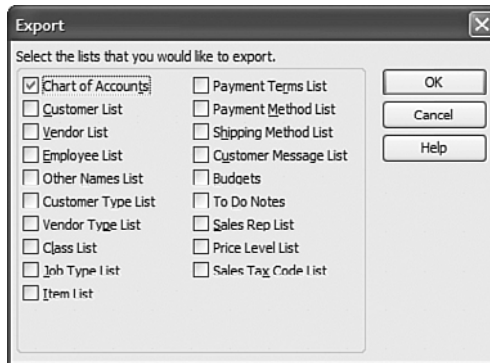 Export
Select the lists that you would like to export.
Chart of Accounts
Customer List
Vendor List
Employee List
Other Names List
Customer Type List
Vendor Type List
Class List
Job Type List
Item List
Payment Terms List
Payment Method List
Shipping Method List
Customer Message List
Budgets
To Do Notes
Sales Rep List
Price Level List
Sales Tax Code List
OK
Cancel
Help